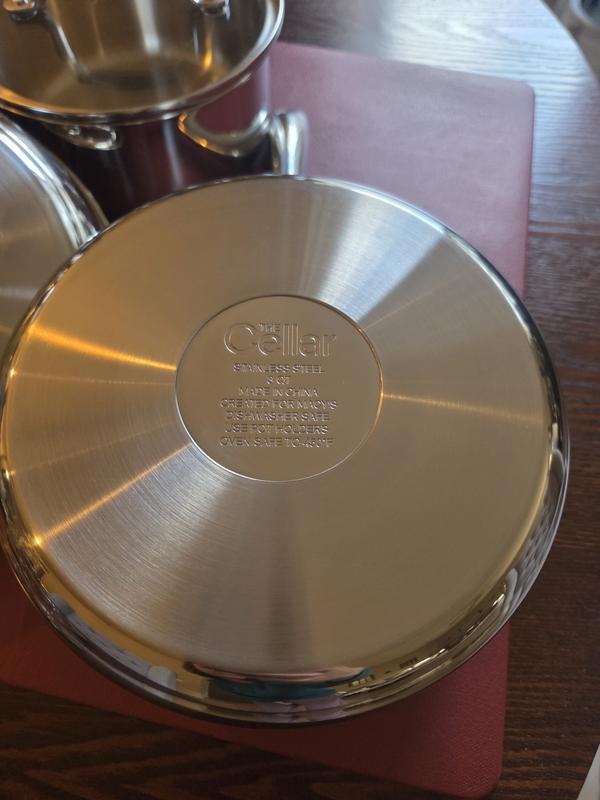 THE
Cellar
STAINLESS STEEL
8 QT
MADE IN CHINA
CREATED FOR MACY'S
DISHWASHER SAFE
USE POT HOLDERS
OVEN SAFE TO 450°F